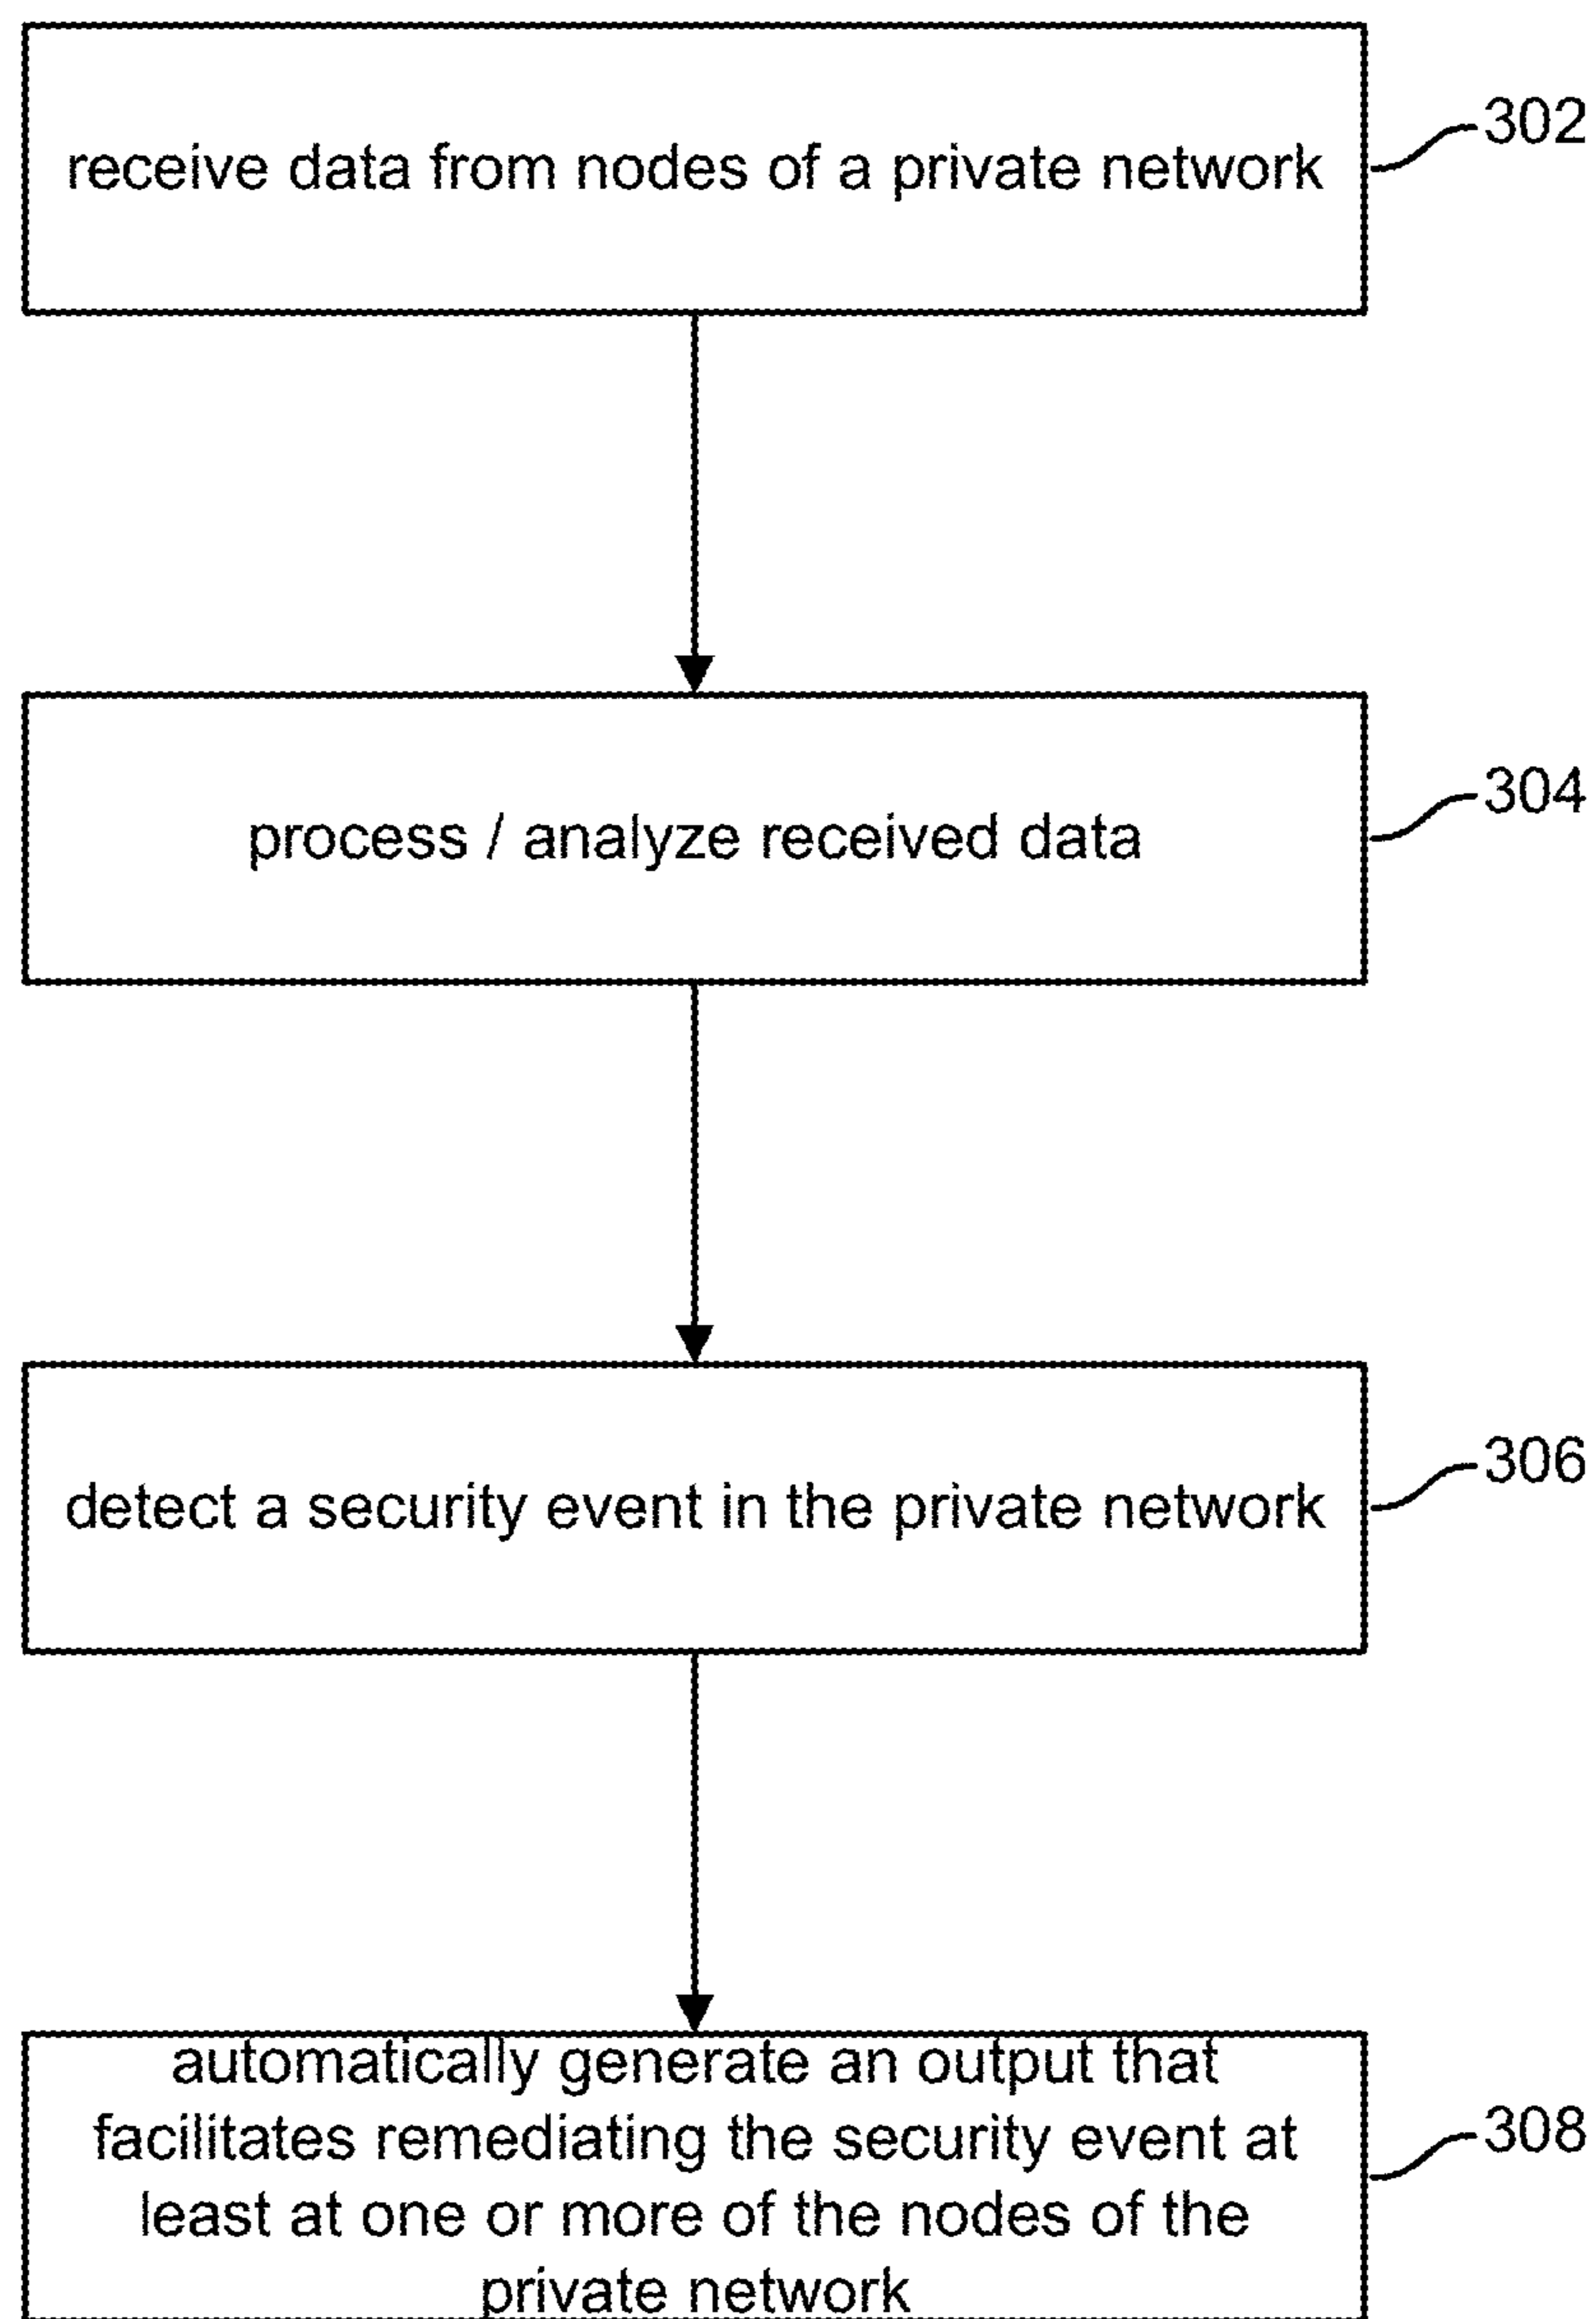 receive data from nodes of a private network
302
process / analyze received data
304
detect a security event in the private network
306
automatically generate an output that
facilitates remediating the security event at
least at one or more of the nodes of the
private network
308